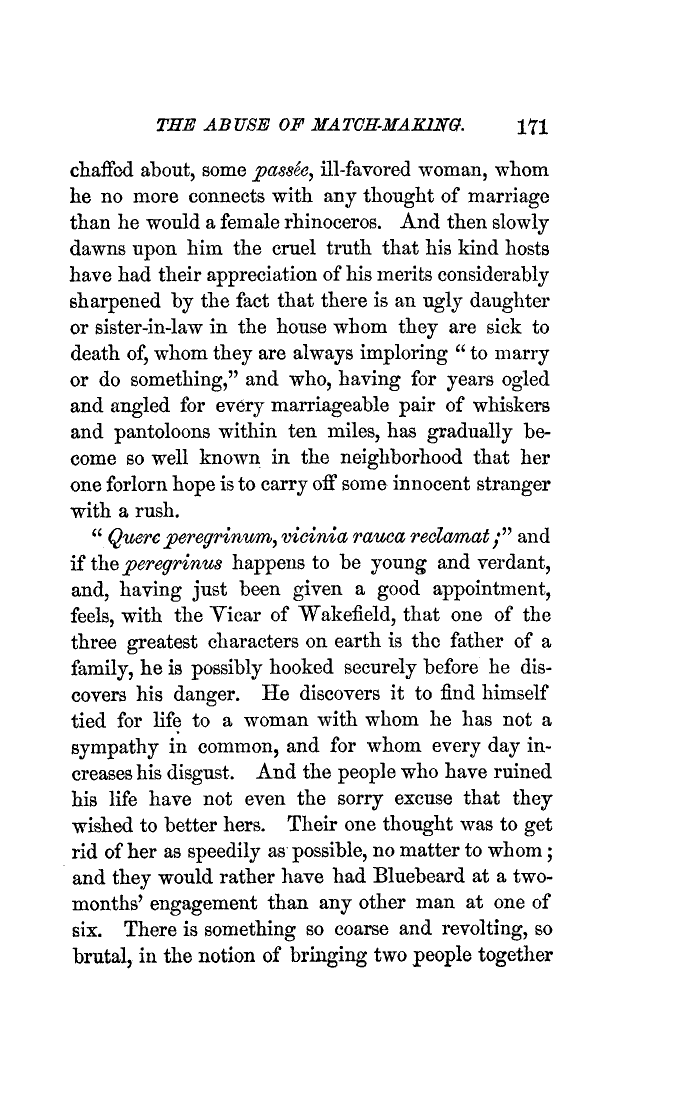 THE ABUSE OF MATCH-MAKING. 171
chaffed about, some passée, ill-favored woman, whom
he no more connects with any thought of marriage
than he would a female rhinoceros. And then slowly
dawns upon him the cruel truth that his kind hosts
have had their appreciation of his merits considerably
sharpened by the fact that there is an ugly daughter
or sister-in-law in the house whom they are sick to
death of, whom they are always imploring “ to marry
or do something,” and who, having for years ogled
and angled for every marriageable pair of whiskers
and pantoloons within ten miles, has gradually be-
come so well known in the neighborhood that her
one forlorn hope is to carry off some innocent stranger
with a rush.
“ Quere peregrinum, vicinia rauca reclamat ;” and
if the peregrinus happens to be young and verdant,
and, having just been given a good appointment,
feels, with the Vicar of Wakefield, that one of the
three greatest characters on earth is the father of a
family, he is possibly hooked securely before he dis-
covers his danger. He discovers it to find himself
tied for life to a woman with whom he has not a
sympathy in common, and for whom every day in-
creases his disgust. And the people who have ruined
his life have not even the sorry excuse that they
wished to better hers. Their one thought was to get
rid of her as speedily as possible, no matter to whom ;
and they would rather have had Bluebeard at a two-
months’ engagement than any other man at one of
six. There is something so coarse and revolting, so
brutal, in the notion of bringing two people together